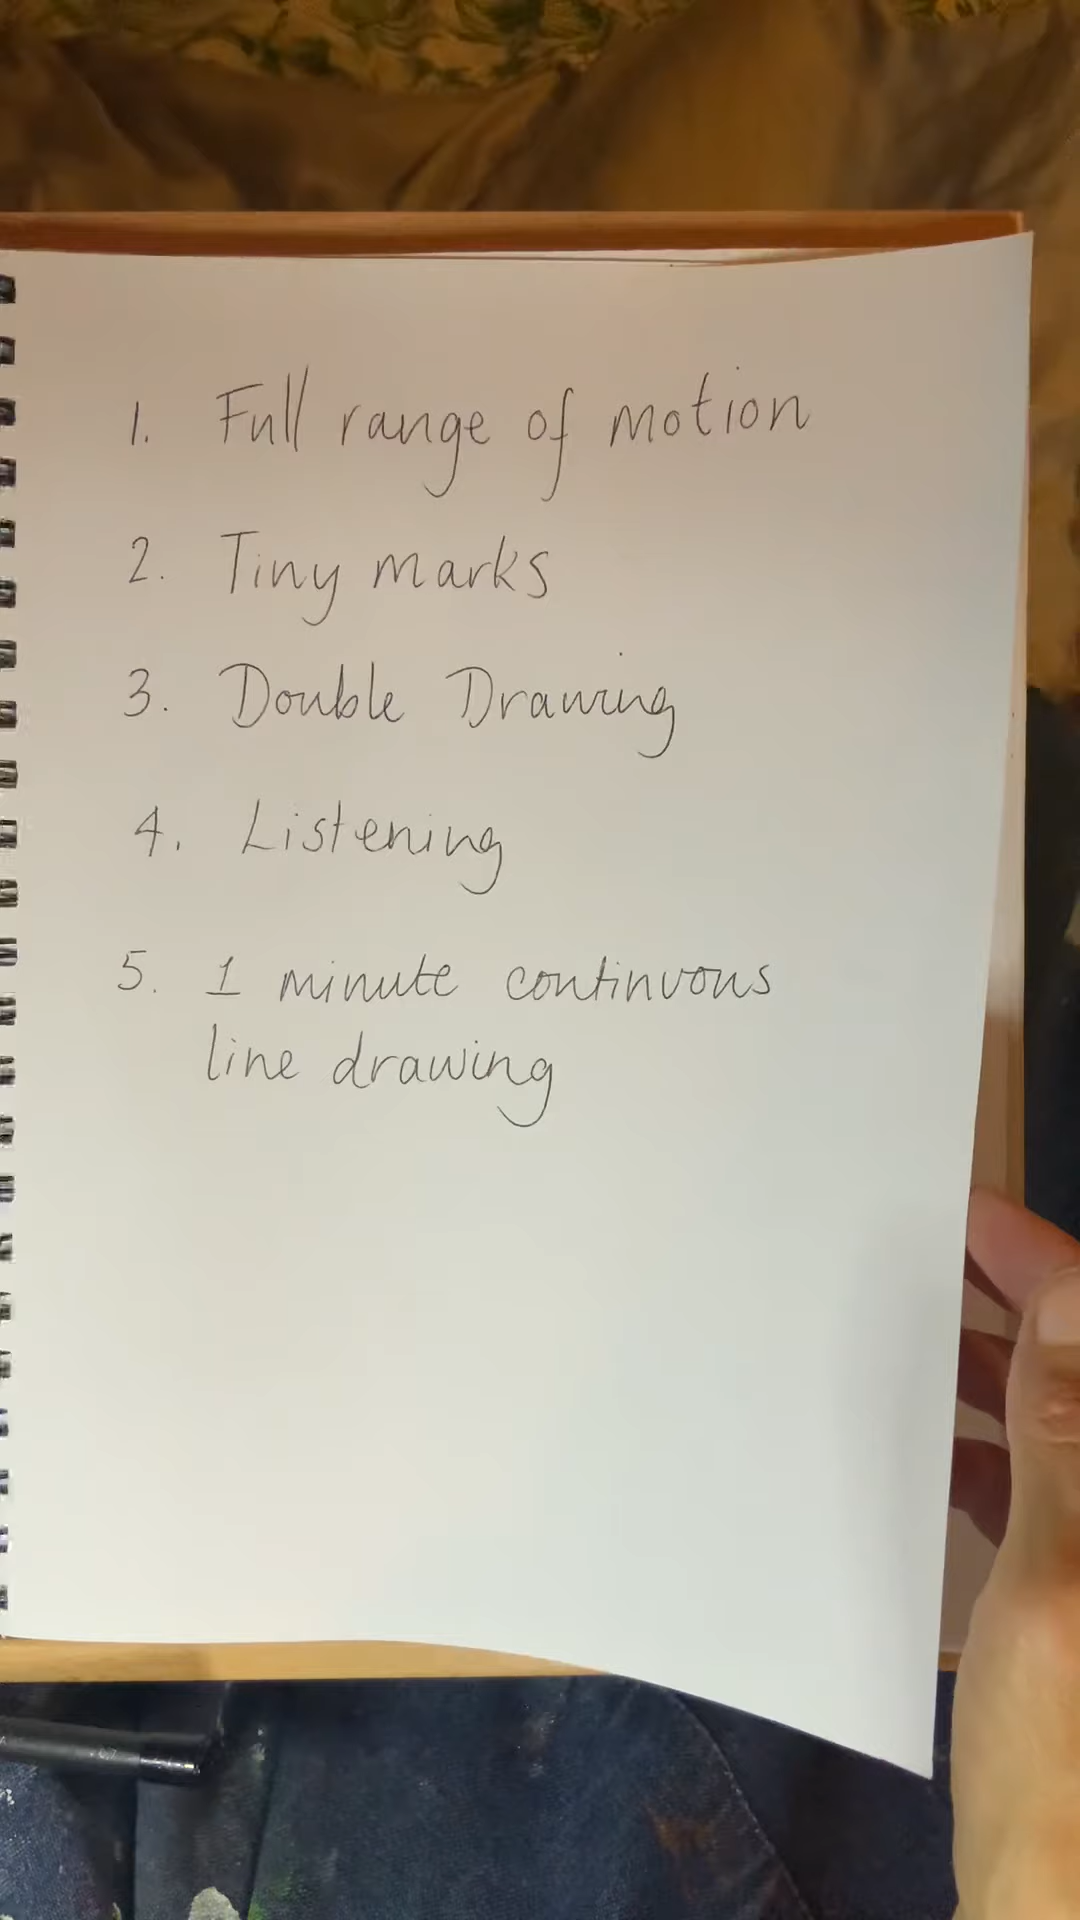 1. Full range of motion
2. Tiny marks
3. Double Drawing
4. Listening
5. 1 minute continuous
line drawing